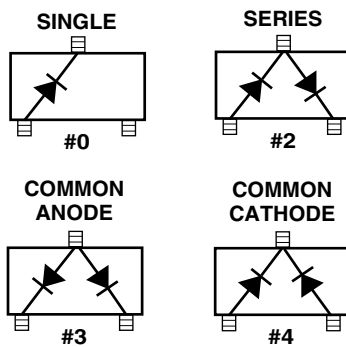 SINGLE
#0
SERIES
#2
COMMON
ANODE
#3
COMMON
CATHODE
#4